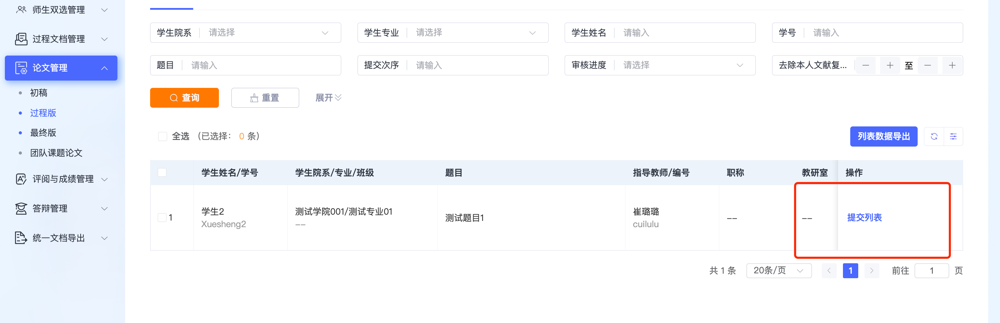 师生双选管理
过程文档管理
论文管理
初稿
过程版
最终版
团队课题论文
评阅与成绩管理
答辩管理
统一文档导出
学生院系 请选择
学生专业 请选择
学生姓名 请输入
学号 请输入
题目 请输入
提交次序 请输入
审核进度 请选择
去除本人文献复... 至
查询
重置
展开
全选 （已选择： 0 条）
列表数据导出
学生姓名/学号 学生院系/专业/班级 题目 指导教师/编号 职称 教研室 操作
1
学生2
Xuesheng2
测试学院001/测试专业01
--
测试题目1
崔璐璐
cuilulu
--
--
提交列表
共 1 条 20条/页 1 前往 1 页